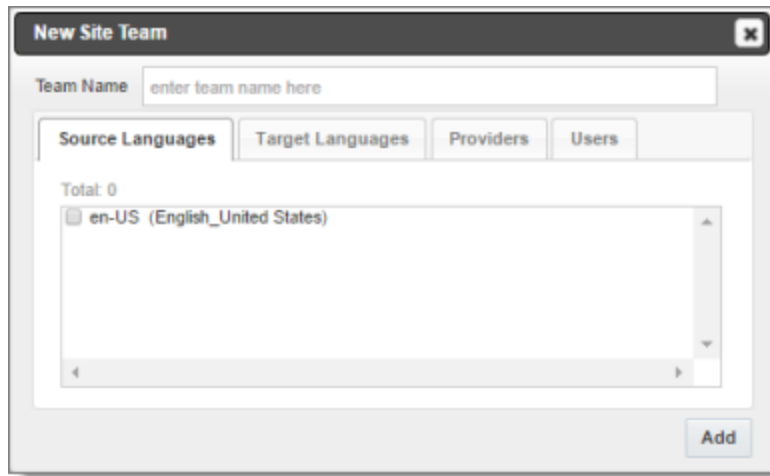 New Site Team
Team Name enter team name here
Source Languages Target Languages Providers Users
Total: 0
en-US (English_United States)
Add